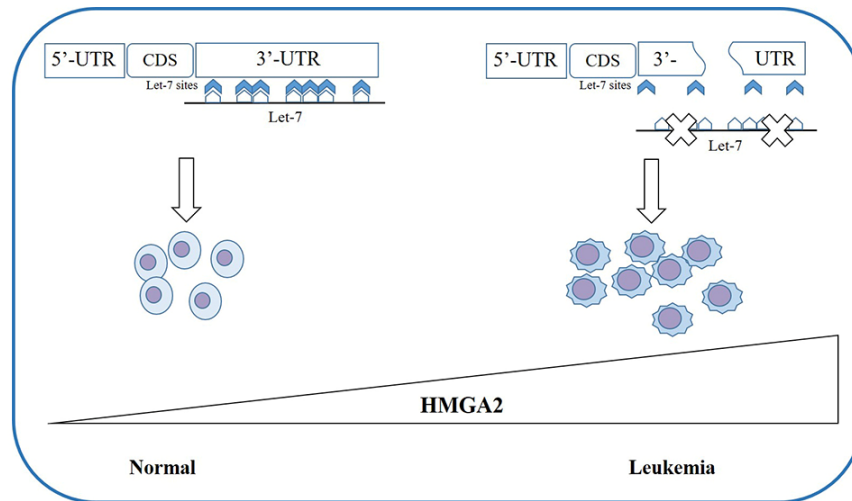 5’-UTR CDS 3’-UTR
Let-7 sites
Let-7
5’-UTR CDS 3’- UTR
Let-7 sites
Let-7
HMGA2
Normal
Leukemia